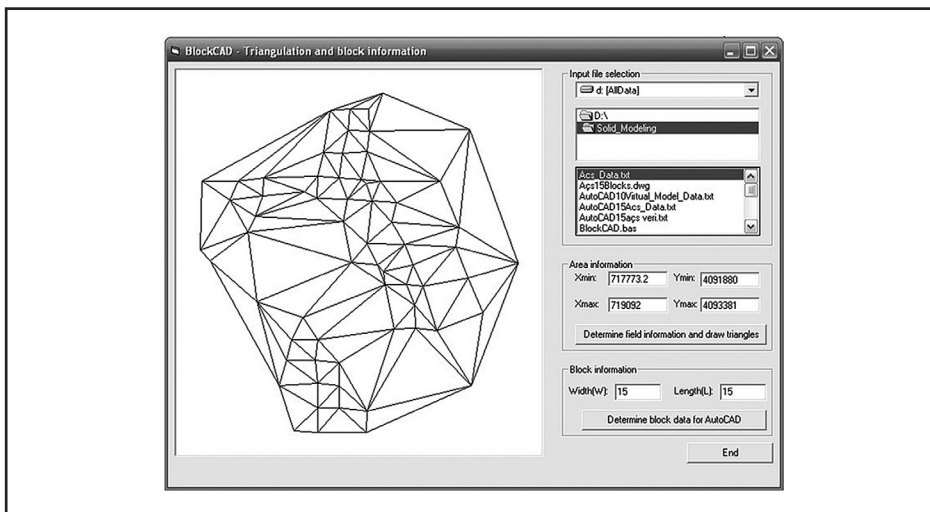 BlockCAD - Triangulation and block information
Input file selection
d: [AllData]
D:\
Solid_Modeling
Acs_Data.txt
Açs15Blocks.dwg
AutoCAD10Virtual_Model_Data.txt
AutoCAD15Acs_Data.txt
AutoCAD15açs veri.txt
BlockCAD.bas
Area information
Xmin: 717773.2 Ymin: 4091880
Xmax: 719092 Ymax: 4093381
Determine field information and draw triangles
Block information
Width(W): 15 Length(L): 15
Determine block data for AutoCAD
End